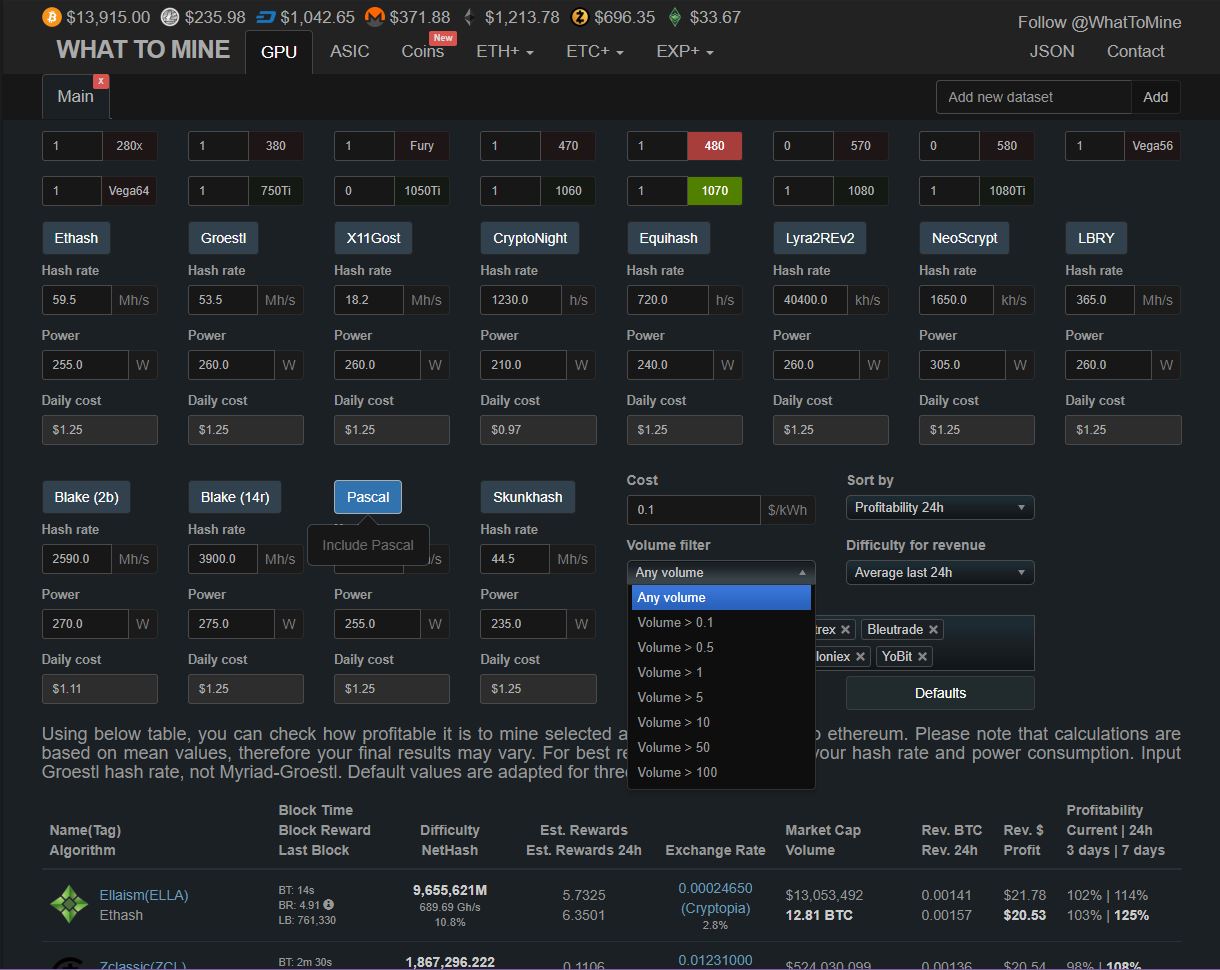 $13,915.00 $235.98 $1,042.65 $371.88 $1,213.78 $696.35 $33.67
Follow @WhatToMine
WHAT TO MINE GPU ASIC Coins New ETH+ ETC+ EXP+ JSON Contact
Main x Add new dataset Add
1 280x 1 380 1 Fury 1 470 1 480 0 570 0 580 1 Vega56
1 Vega64 1 750Ti 0 1050Ti 1 1060 1 1070 1 1080 1 1080Ti
Ethash Groestl X11Gost CryptoNight Equihash Lyra2REv2 NeoScrypt LBRY
Hash rate Hash rate Hash rate Hash rate Hash rate Hash rate Hash rate Hash rate
59.5 Mh/s 53.5 Mh/s 18.2 Mh/s 1230.0 h/s 720.0 h/s 40400.0 kh/s 1650.0 kh/s 365.0 Mh/s
Power Power Power Power Power Power Power Power
255.0 W 260.0 W 260.0 W 210.0 W 240.0 W 260.0 W 305.0 W 260.0 W
Daily cost Daily cost Daily cost Daily cost Daily cost Daily cost Daily cost Daily cost
$1.25 $1.25 $1.25 $0.97 $1.25 $1.25 $1.25 $1.25
Blake (2b) Blake (14r) Pascal Skunkhash
Hash rate Hash rate Hash rate
Include Pascal
2590.0 Mh/s 3900.0 Mh/s 44.5 Mh/s
Power Power Power Power
270.0 W 275.0 W 255.0 W 235.0 W
Daily cost Daily cost Daily cost Daily cost
$1.11 $1.25 $1.25 $1.25
Cost
0.1 $/kWh
Volume filter
Any volume
Any volume
Volume > 0.1
Volume > 0.5
Volume > 1
Volume > 5
Volume > 10
Volume > 50
Volume > 100
Sort by
Profitability 24h
Difficulty for revenue
Average last 24h
trex Bleutrade
loniex YoBit
Defaults
Using below table, you can check how profitable it is to mine selected a o ethereum. Please note that calculations are
based on mean values, therefore your final results may vary. For best re your hash rate and power consumption. Input
Groestl hash rate, not Myriad-Groestl. Default values are adapted for thre
Name(Tag)
Algorithm
Block Time
Block Reward
Last Block
Difficulty
NetHash
Est. Rewards
Est. Rewards 24h
Exchange Rate
Market Cap
Volume
Rev. BTC
Rev. 24h
Rev. $
Profit
Profitability
Current | 24h
3 days | 7 days
Ellaism(ELLA)
Ethash
BT: 14s
BR: 4.91
LB: 761,330
9,655,621M
689.69 Gh/s
10.8%
5.7325
6.3501
0.00024650
(Cryptopia)
2.8%
$13,053,492
12.81 BTC
0.00141
0.00157
$21.78
$20.53
102% | 114%
103% | 125%
Zclassic(ZCL)
BT: 2m 30s
1,867,296.222
0.1106
0.01231000
$524,030,099
0.00136
$20.54
98% | 108%